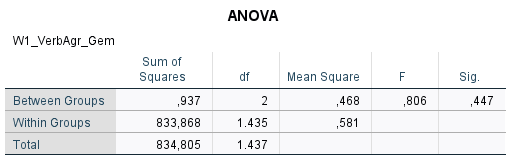 ANOVA
W1_VerbAgr_Gem
Sum of Squares df Mean Square F Sig.
Between Groups ,937 2 ,468 ,806 ,447
Within Groups 833,868 1.435 ,581
Total 834,805 1.437